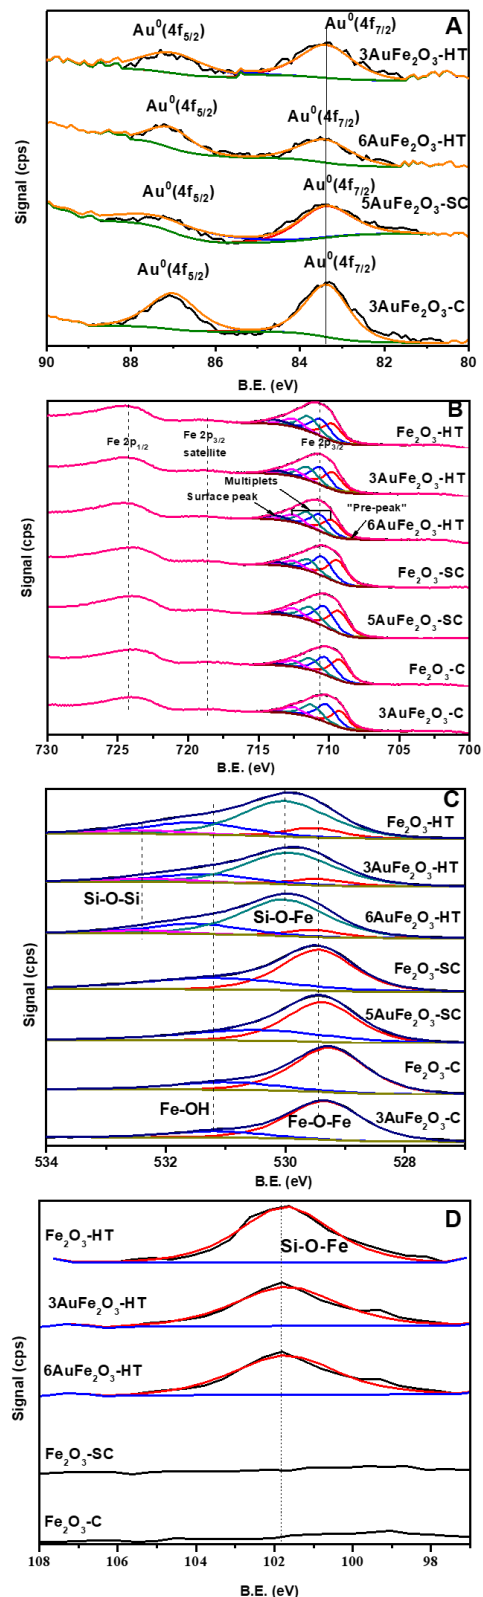 A
Au⁰(4f₅/₂)
Au⁰(4f₇/₂)
3AuFe₂O₃-HT
Au⁰(4f₅/₂)
Au⁰(4f₇/₂)
6AuFe₂O₃-HT
Au⁰(4f₅/₂)
Au⁰(4f₇/₂)
5AuFe₂O₃-SC
Au⁰(4f₅/₂)
Au⁰(4f₇/₂)
3AuFe₂O₃-C
Signal (cps)
90 88 86 84 82 80
B.E. (eV)
B
Fe 2p₁/₂
Fe 2p₃/₂
satellite
Fe 2p₃/₂
Fe₂O₃-HT
3AuFe₂O₃-HT
Multiplets
Surface peak
"Pre-peak"
6AuFe₂O₃-HT
Fe₂O₃-SC
5AuFe₂O₃-SC
Fe₂O₃-C
3AuFe₂O₃-C
Signal (cps)
730 725 720 715 710 705 700
B.E. (eV)
C
Fe₂O₃-HT
3AuFe₂O₃-HT
Si-O-Si
Si-O-Fe
6AuFe₂O₃-HT
Fe₂O₃-SC
5AuFe₂O₃-SC
Fe₂O₃-C
Fe-OH
Fe-O-Fe
3AuFe₂O₃-C
Signal (cps)
534 532 530 528
B.E. (eV)
D
Fe₂O₃-HT
Si-O-Fe
3AuFe₂O₃-HT
6AuFe₂O₃-HT
Fe₂O₃-SC
Fe₂O₃-C
Signal (cps)
108 106 104 102 100 98
B.E. (eV)